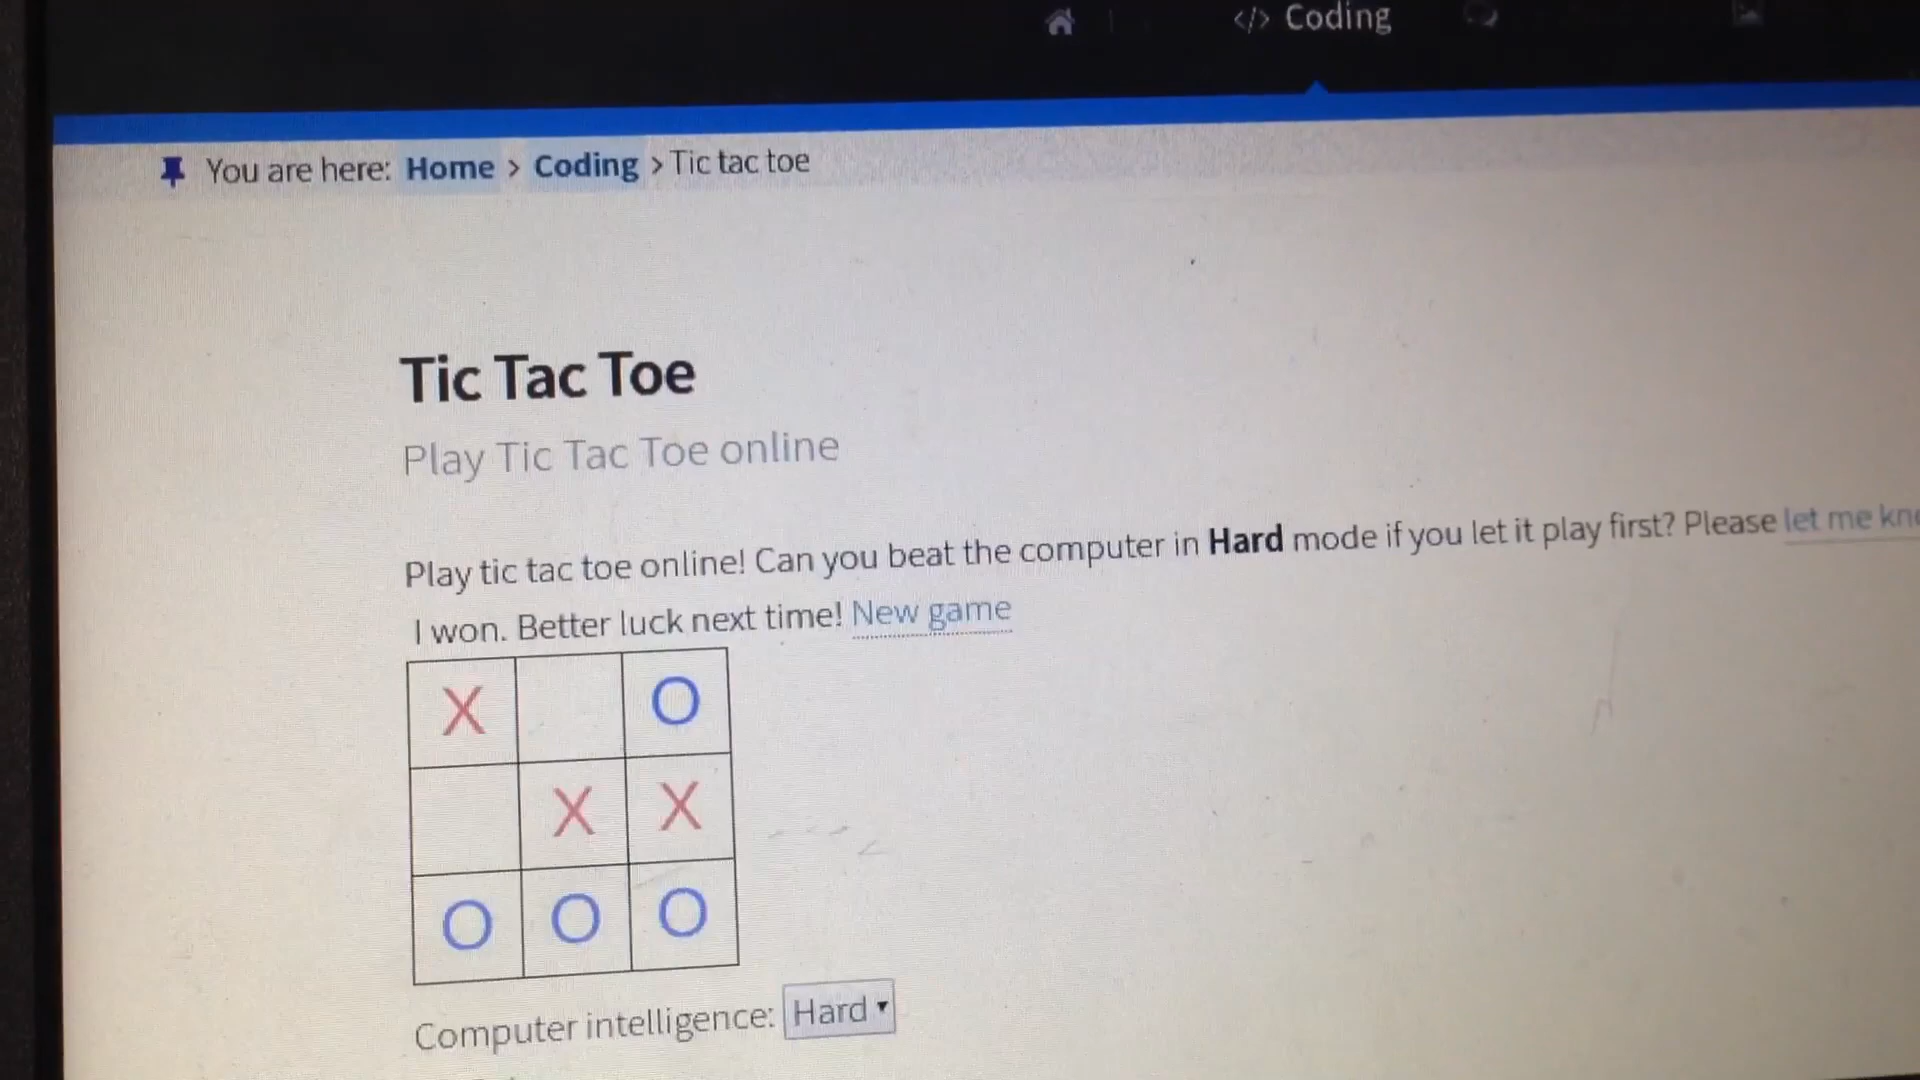 </> Coding
You are here: Home > Coding > Tic tac toe
Tic Tac Toe
Play Tic Tac Toe online
Play tic tac toe online! Can you beat the computer in Hard mode if you let it play first? Please let me
I won. Better luck next time! New game
X O
X X
O O O
Computer intelligence: Hard